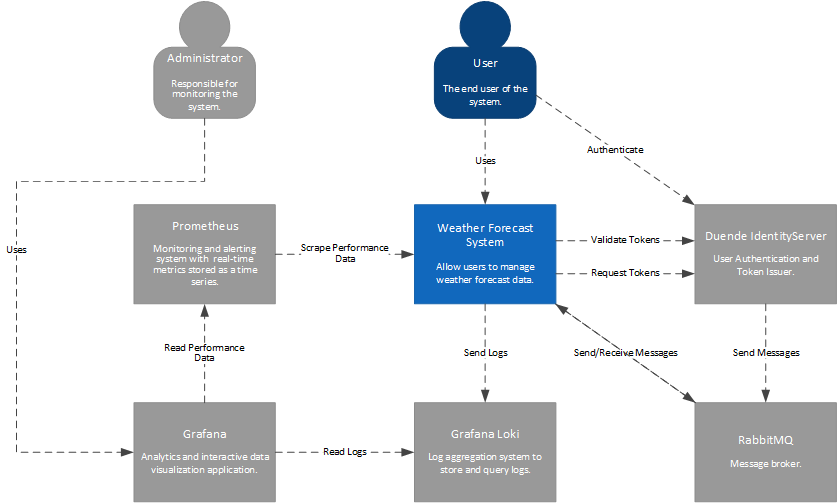 Administrator
Responsible for
monitoring the
system.
User
The end user of the
system.
Authenticate
Uses
Uses
Prometheus
Monitoring and alerting
system with real-time
metrics stored as a time
series.
Scrape Performance
Data
Weather Forecast
System
Allow users to manage
weather forecast data.
Validate Tokens
Request Tokens
Duende IdentityServer
User Authentication and
Token Issuer.
Read Performance
Data
Send Logs
Send/Receive Messages
Send Messages
Grafana
Analytics and interactive data
visualization application.
Read Logs
Grafana Loki
Log aggregation system to
store and query logs.
RabbitMQ
Message broker.